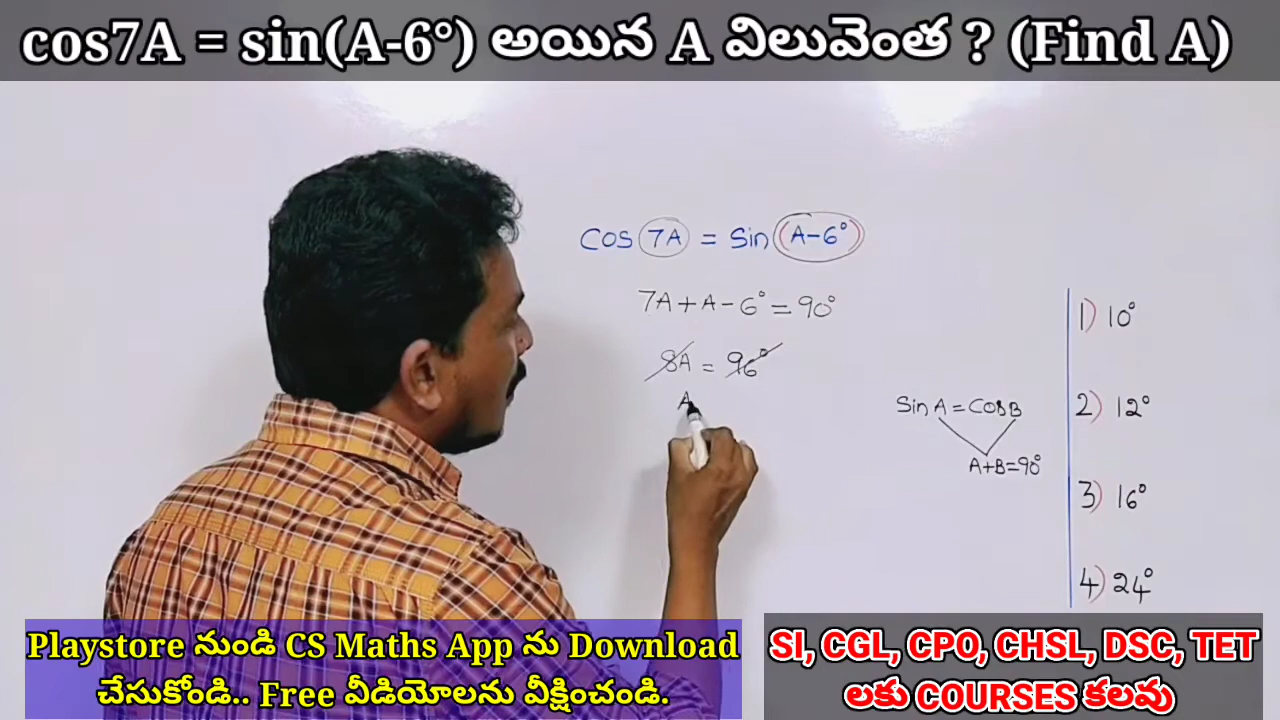 cos7A = sin(A-6°) అయిన A విలువెంత ? (Find A)
cos 7A = sin (A-6°)
7A+A-6° = 90°
8A = 96°
A
Sin A = COS B
A+B=90°
1) 10°
2) 12°
3) 16°
4) 24°
Playstore నుండి CS Maths App ను Download
చేసుకోండి.. Free వీడియోలను వీక్షించండి.
SI, CGL, CPO, CHSL, DSC, TET
లకు COURSES కలవు